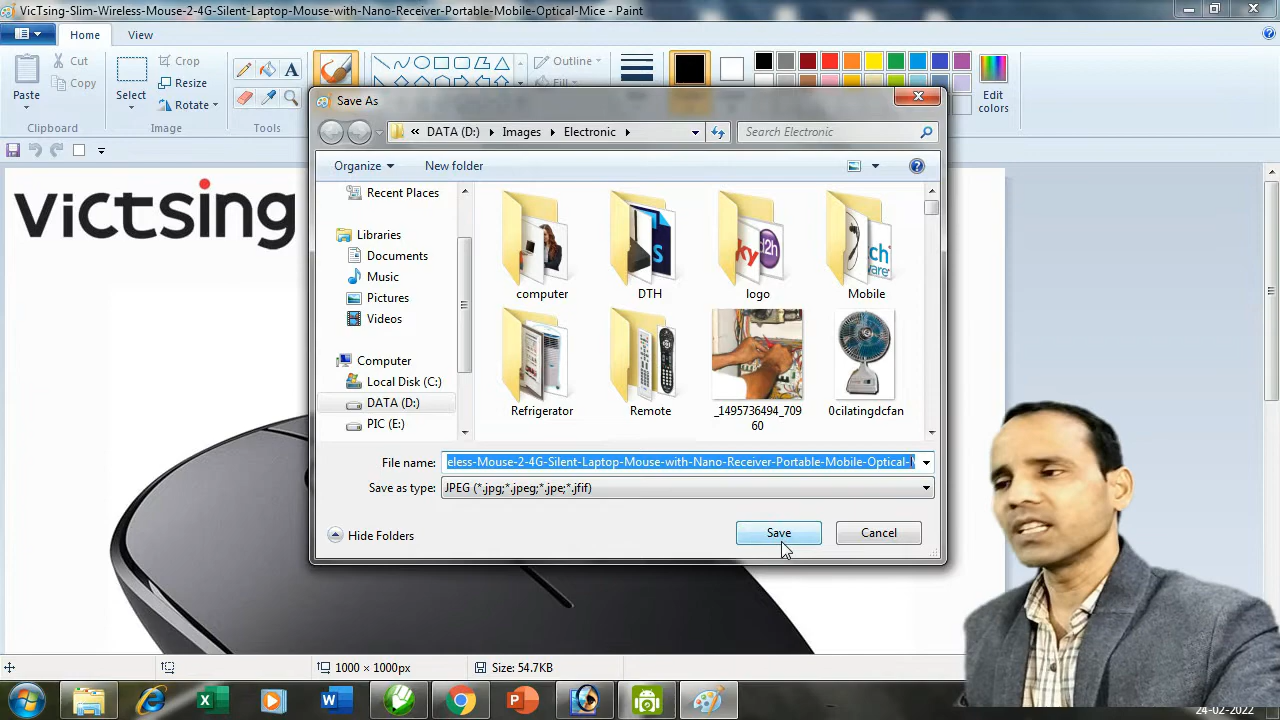 VicTsing-Slim-Wireless-Mouse-2-4G-Silent-Laptop-Mouse-with-Nano-Receiver-Portable-Mobile-Optical-Mice - Paint
Home View
Cut
Copy
Paste
Clipboard
Select
Crop
Resize
Rotate
Image
Tools
Outline
Fill
Edit colors
victsing
Save As
« DATA (D:) Images Electronic
Search Electronic
Organize New folder
Recent Places
Libraries
Documents
Music
Pictures
Videos
Computer
Local Disk (C:)
DATA (D:)
PIC (E:)
computer DTH logo Mobile
Refrigerator Remote _1495736494_709
60
0cilatingdcfan
File name: eless-Mouse-2-4G-Silent-Laptop-Mouse-with-Nano-Receiver-Portable-Mobile-Optical-
Save as type: JPEG (*.jpg;*.jpeg;*.jpe;*.jfif)
Hide Folders
Save Cancel
1000 × 1000px Size: 54.7KB
24-02-2022